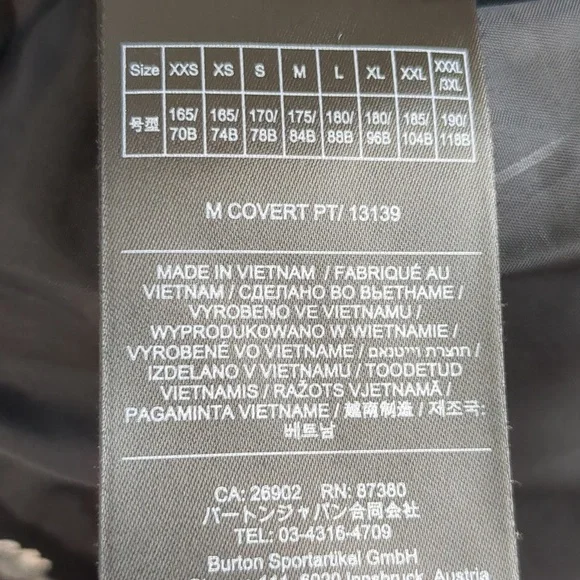 Size XXS XS S M L XL XXL XXXL/3XL
号型 165/70B 165/74B 170/78B 175/84B 180/88B 180/96B 185/104B 190/118B
M COVERT PT/ 13139
MADE IN VIETNAM / FABRIQUÉ AU
VIETNAM / СДЕЛАНО ВО ВЬЕТНАМЕ /
VYROBENO VE VIETNAMU /
WYPRODUKOWANO W WIETNAMIE /
VYROBENÉ VO VIETNAME / תוצרת וייטנאם /
IZDELANO V VIETNAMU / TOODETUD
VIETNAMIS / RAŽOTS VJETNAMĀ /
PAGAMINTA VIETNAME / 越南制造 / 제조국:
베트남
CA: 26902 RN: 87380
バートンジャパン合同会社
TEL: 03-4316-4709
Burton Sportartikel GmbH
6020 Innsbruck, Austria